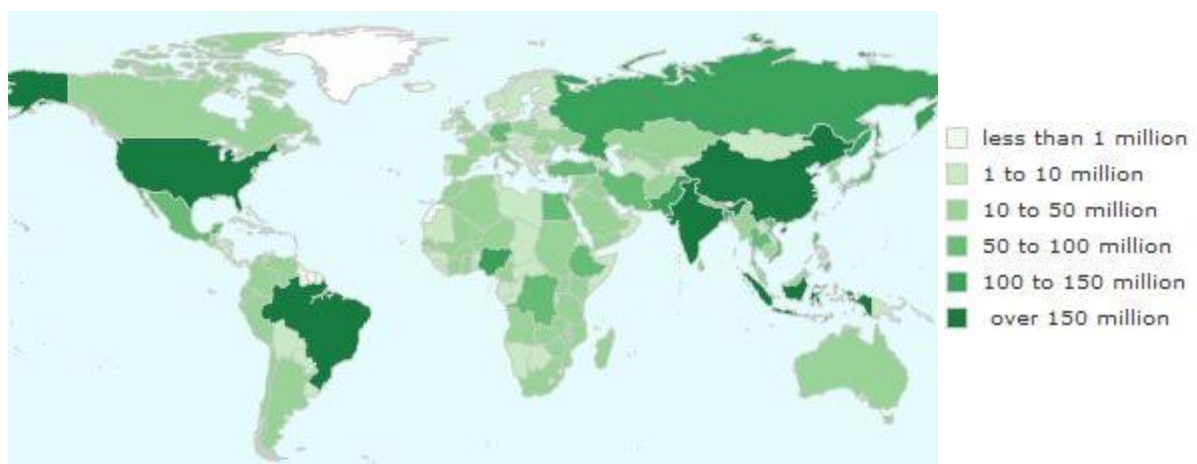 less than 1 million
1 to 10 million
10 to 50 million
50 to 100 million
100 to 150 million
over 150 million